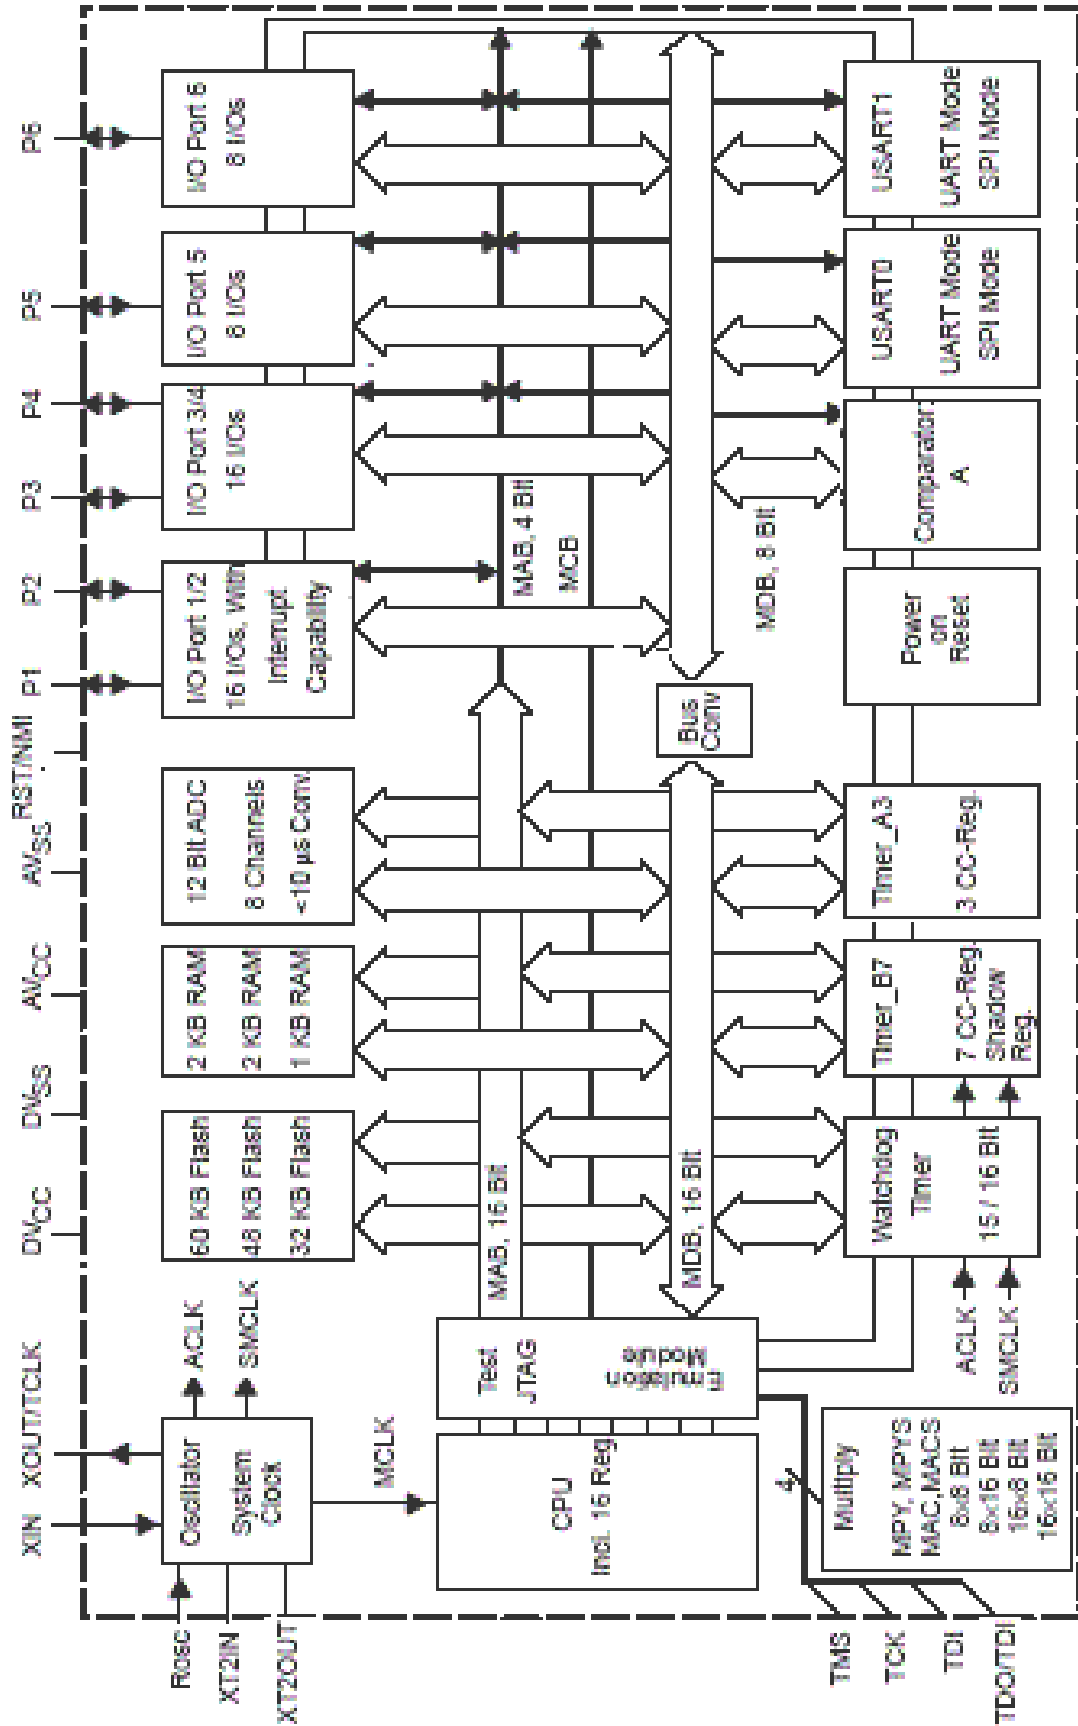 XIN
XOUT/TCLK
DVCC
DVSS
AVCC
AVSS
RST/NMI
P1
P2
P3
P4
P5
P6
Rosc
XT2IN
XT2OUT
Oscillator
System
Clock
ACLK
SMCLK
60 KB Flash
48 KB Flash
32 KB Flash
2 KB RAM
2 KB RAM
1 KB RAM
12 Bit ADC
8 Channels
<10 µs Conv.
I/O Port 1/2
16 I/Os, With
Interrupt
Capability
I/O Port 3/4
16 I/Os
I/O Port 5
8 I/Os
I/O Port 6
8 I/Os
MCLK
CPU
Incl. 16 Reg.
Test
JTAG
Emulation
Module
MAB, 16 Bit
MAB, 4 Bit
MCB
MDB, 16 Bit
Bus
Conv
MDB, 8 Bit
4
TMS
TCK
TDI
TDO/TDI
Multiply
MPY, MPYS
MAC,MACS
8x8 Bit
8x16 Bit
16x8 Bit
16x16 Bit
ACLK
SMCLK
Watchdog
Timer
15 / 16 Bit
Timer_B7
7 CC-Reg.
Shadow
Reg.
Timer_A3
3 CC-Reg.
Power
on
Reset
Comparator
A
USART0
UART Mode
SPI Mode
USART1
UART Mode
SPI Mode